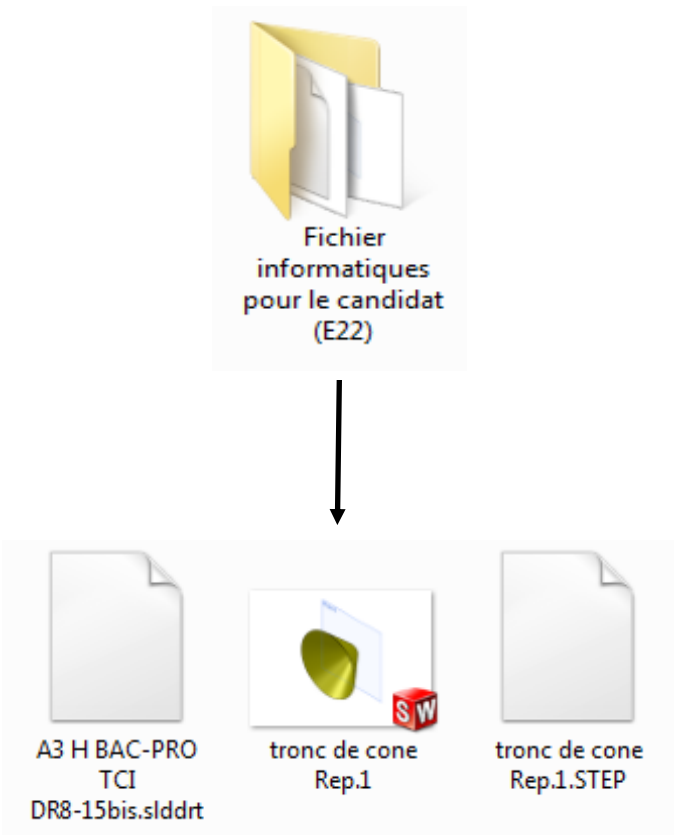 Fichier
informatiques
pour le candidat
(E22)
SW
A3 H BAC-PRO
TCI
DR8-15bis.slddrt
tronc de cone
Rep.1
tronc de cone
Rep.1.STEP